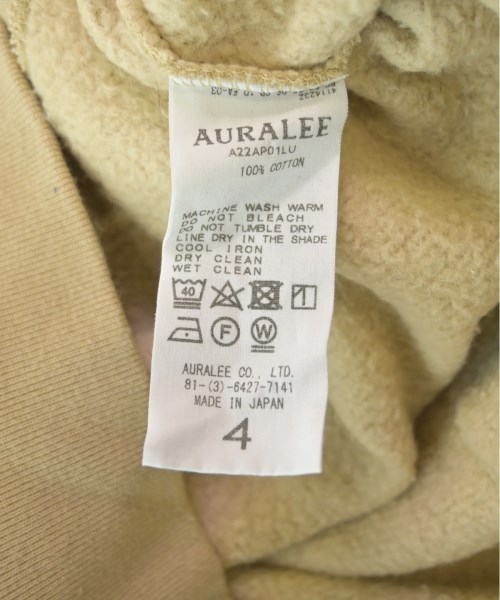 AURALEE
A22AP01LU
100% COTTON
MACHINE WASH WARM
DO NOT BLEACH
DO NOT TUMBLE DRY
LINE DRY IN THE SHADE
COOL IRON
DRY CLEAN
WET CLEAN
40
F W
AURALEE CO., LTD.
81-(3)-6427-7141
MADE IN JAPAN
4